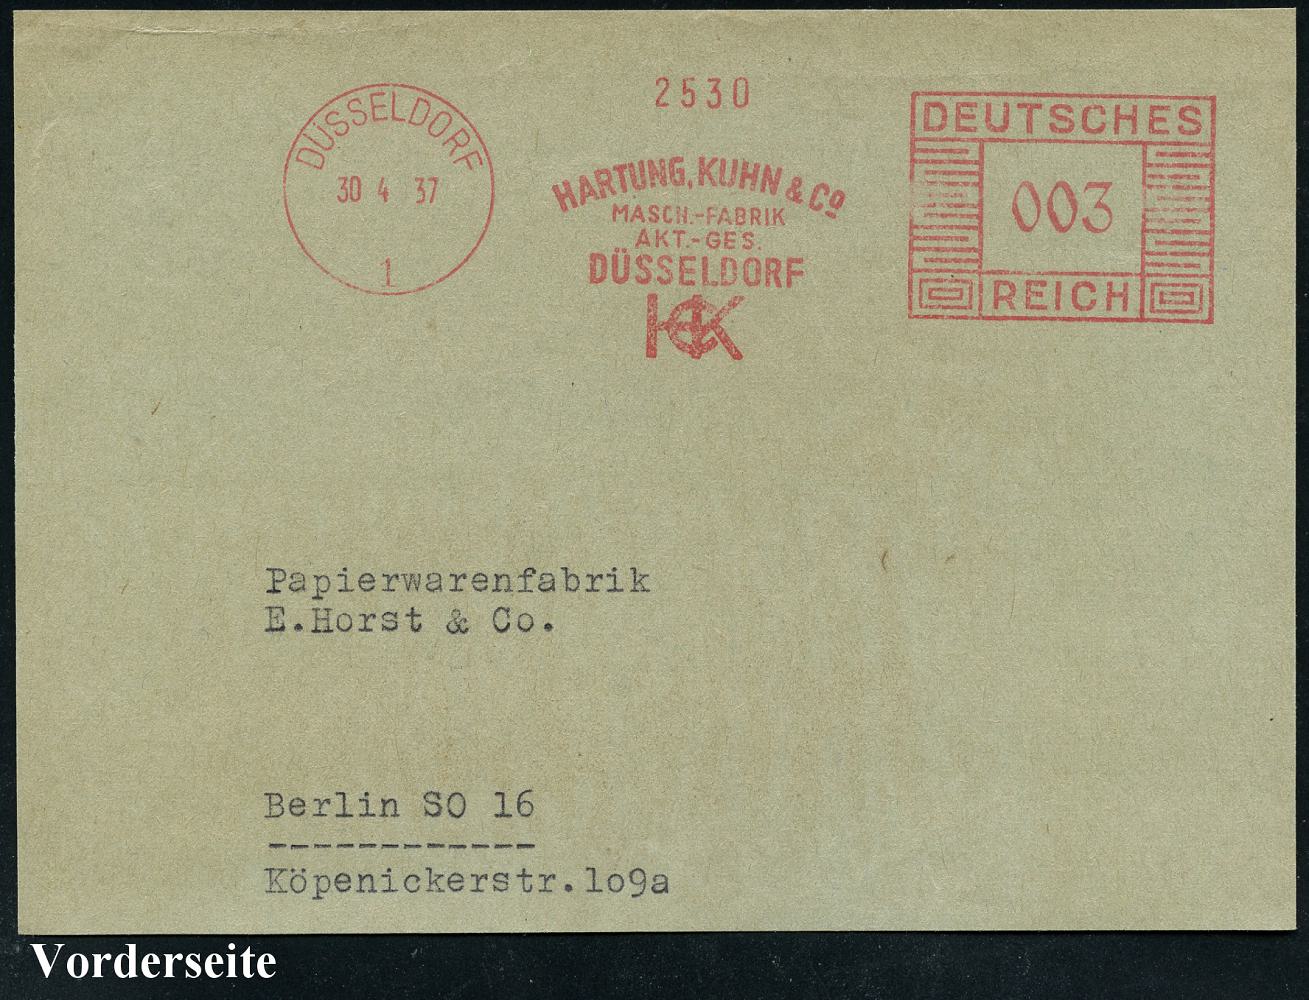 DÜSSELDORF
30 4 37
1
2530
HARTUNG, KUHN & Cº
MASCH.-FABRIK
AKT.-GES.
DÜSSELDORF
HCK
DEUTSCHES
003
REICH
Papierwarenfabrik
E.Horst & Co.
Berlin SO 16
------------
Köpenickerstr.lo9a
Vorderseite